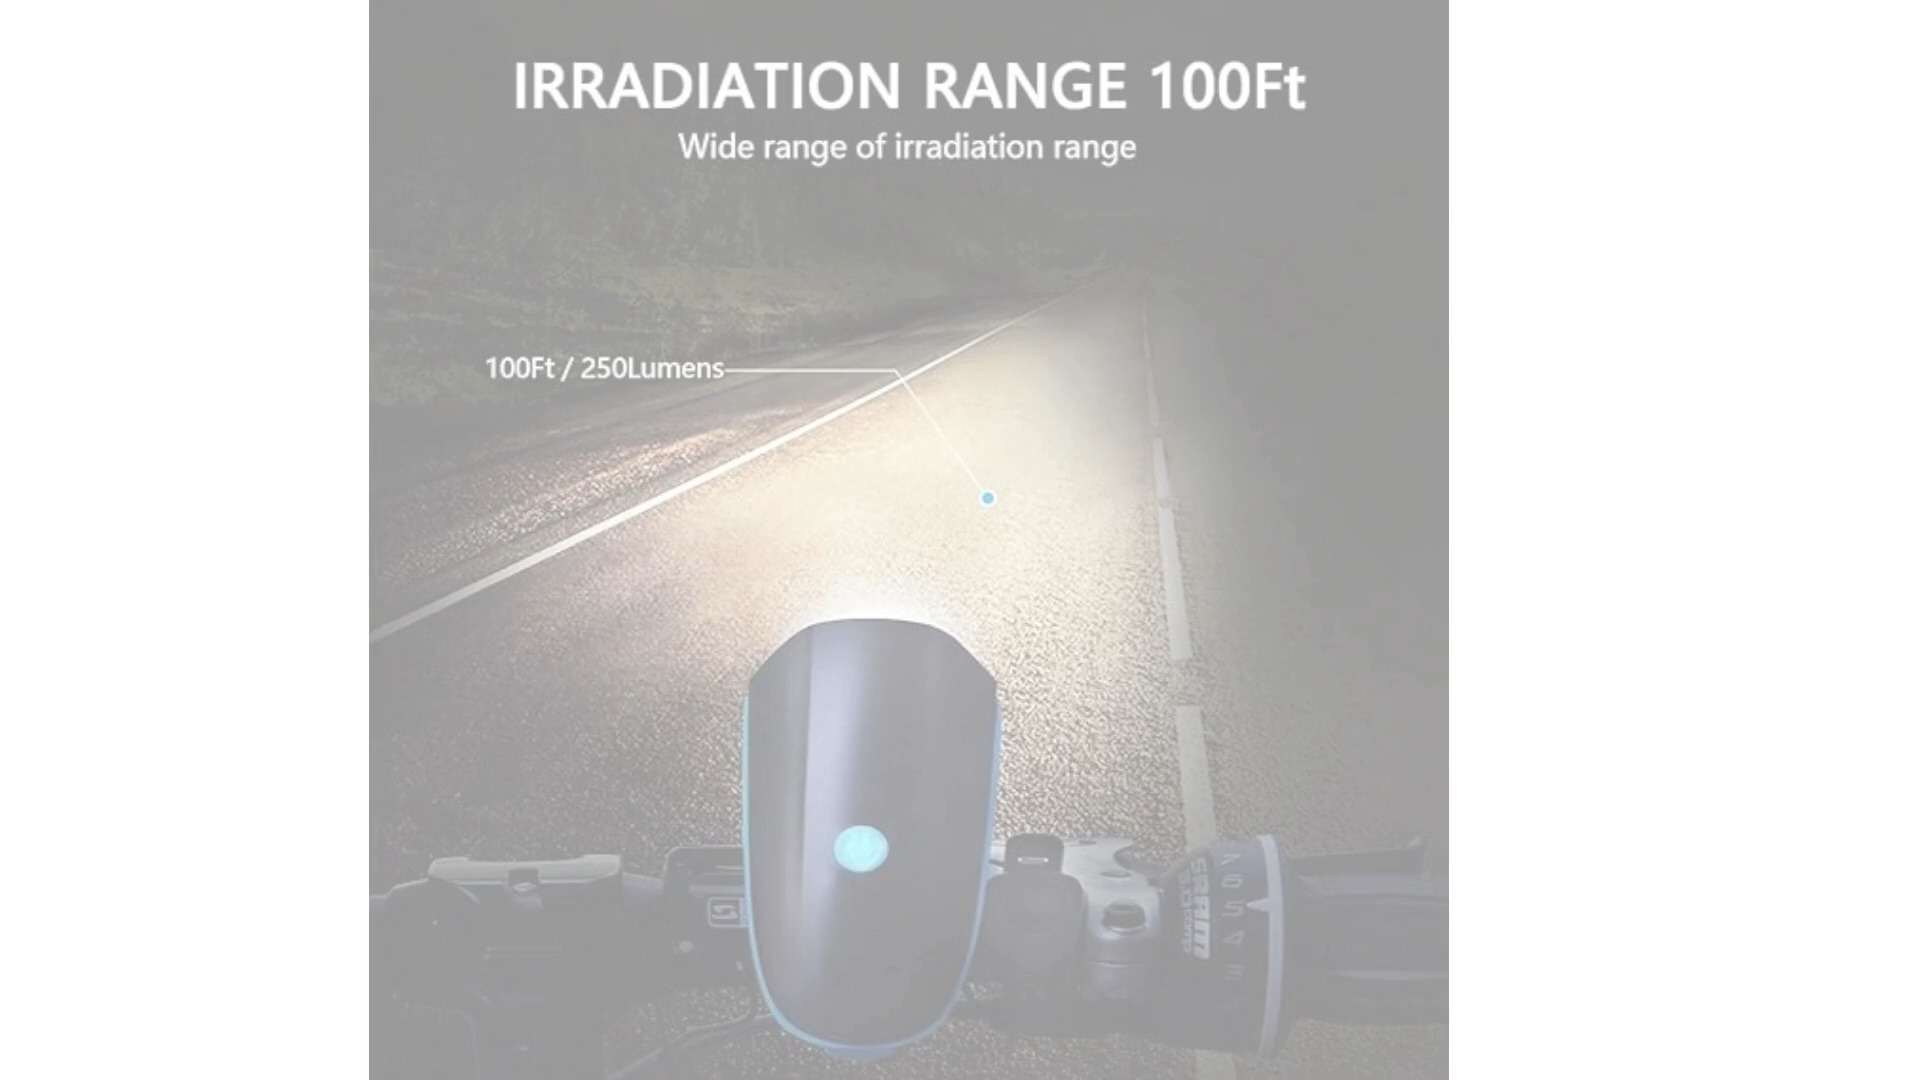 IRRADIATION RANGE 100Ft
Wide range of irradiation range
100Ft / 250Lumens
SRAM